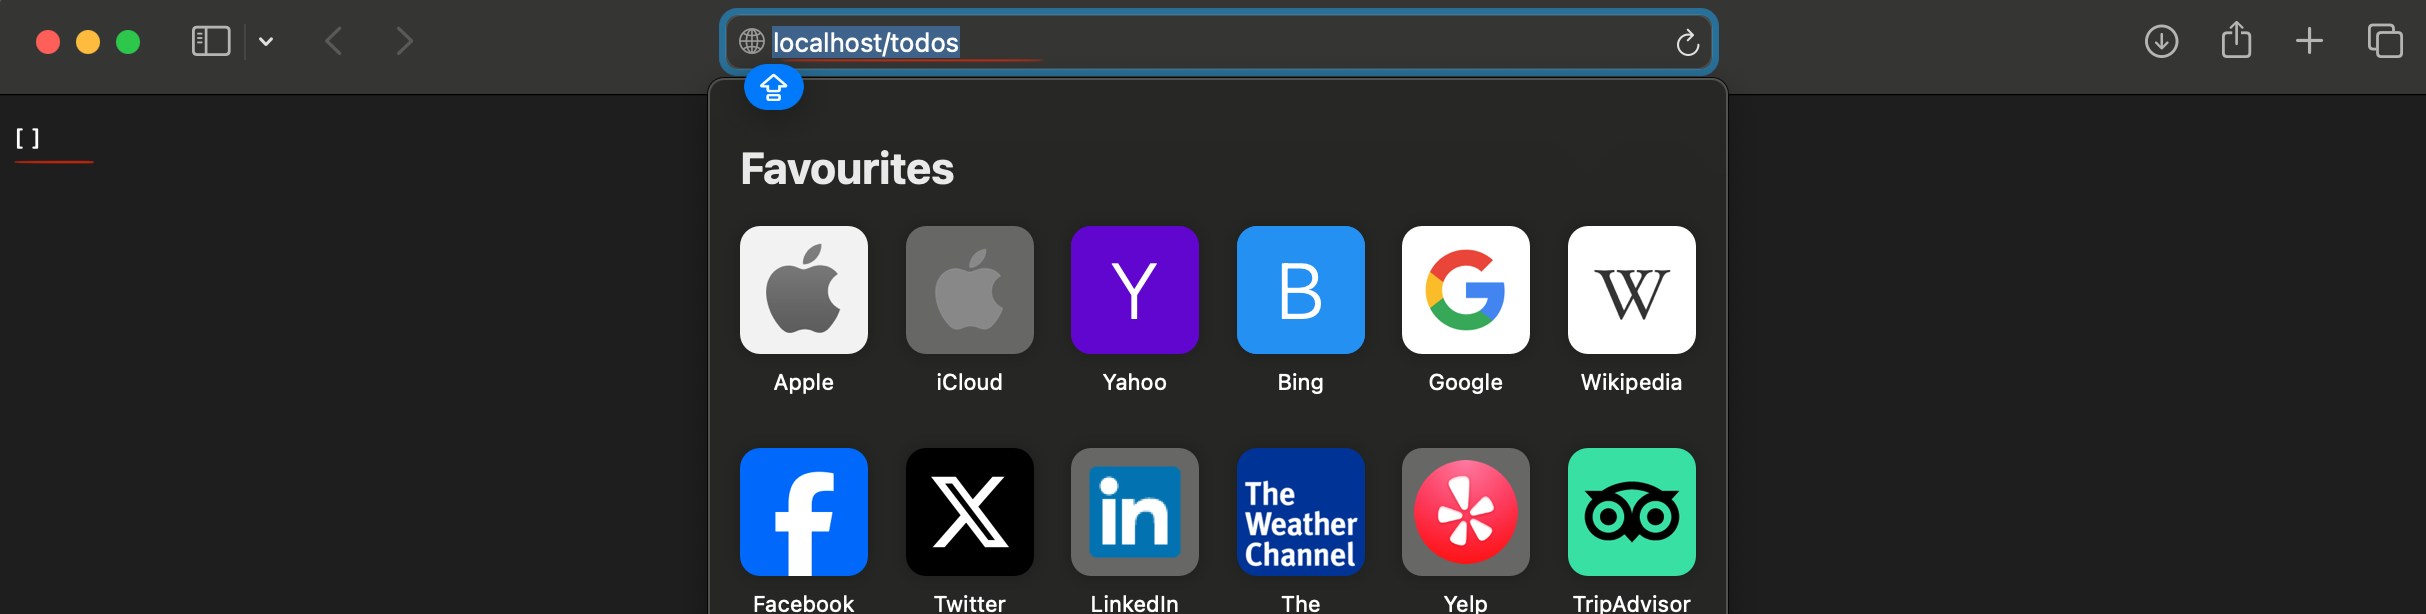 localhost/todos
[]
Favourites
Y B G W
Apple iCloud Yahoo Bing Google Wikipedia
f X in The Weather Channel
Facebook Twitter LinkedIn The Yelp TripAdvisor